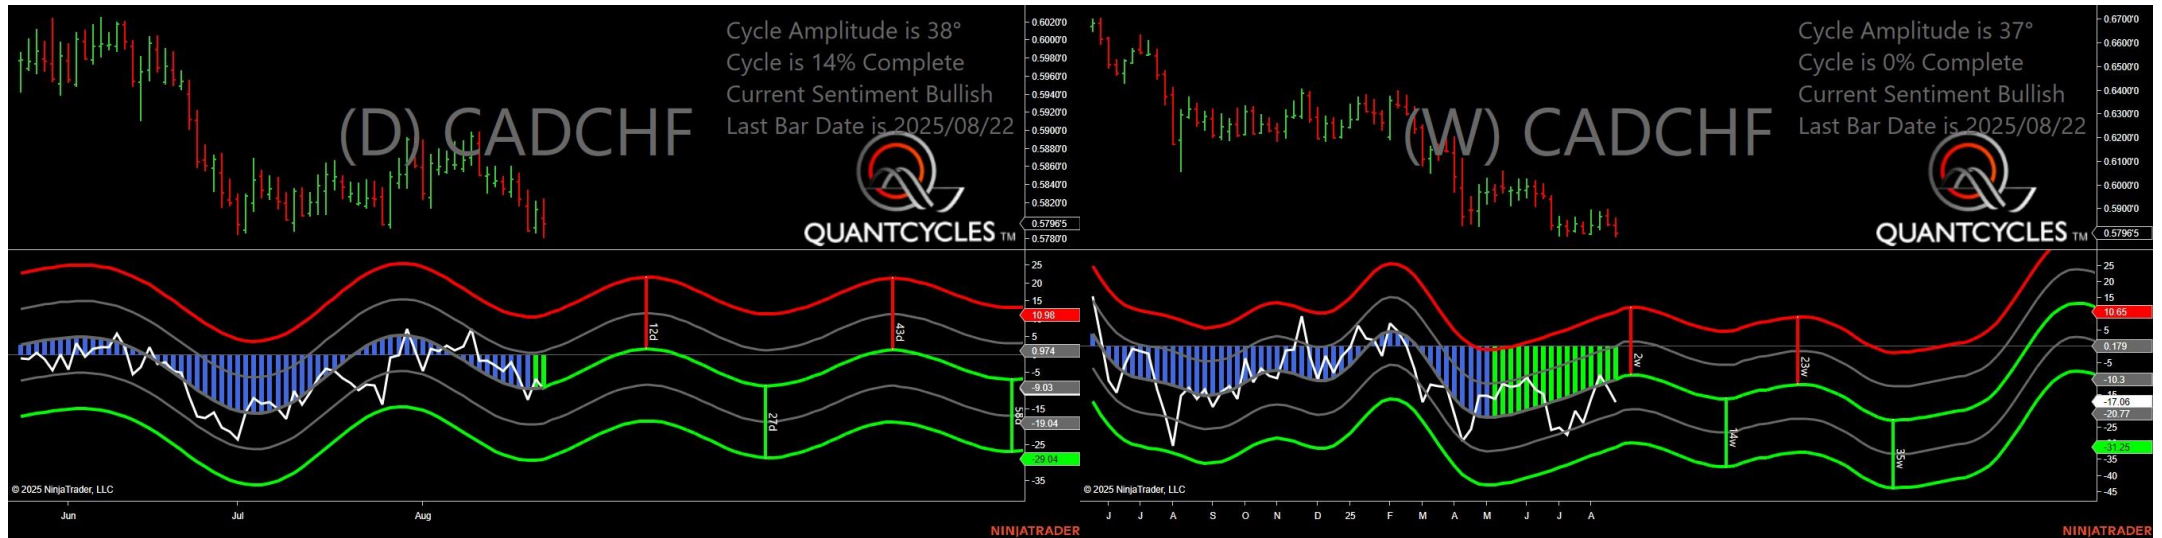 Cycle Amplitude is 38°
Cycle is 14% Complete
Current Sentiment Bullish
Last Bar Date is 2025/08/22
(D) CADCHF
QUANTCYCLES TM
0.6020'0
0.6000'0
0.5980'0
0.5960'0
0.5940'0
0.5920'0
0.5900'0
0.5880'0
0.5860'0
0.5840'0
0.5820'0
0.5796'5
0.5780'0
25
20
15
10.98
5
0.974
-5
-9.03
-15
-19.04
-25
-29.04
-35
12d
43d
27d
58d
© 2025 NinjaTrader, LLC
Jun
Jul
Aug
NINJATRADER
Cycle Amplitude is 37°
Cycle is 0% Complete
Current Sentiment Bullish
Last Bar Date is 2025/08/22
(W) CADCHF
QUANTCYCLES TM
0.6700'0
0.6600'0
0.6500'0
0.6400'0
0.6300'0
0.6200'0
0.6100'0
0.6000'0
0.5900'0
0.5796'5
25
20
15
10.65
5
0.179
-5
-10.3
-17.06
-20.77
-25
-31.25
-35
-40
-45
2w
23w
14w
35w
© 2025 NinjaTrader, LLC
J
J
A
S
O
N
D
25
F
M
A
M
J
J
A
NINJATRADER